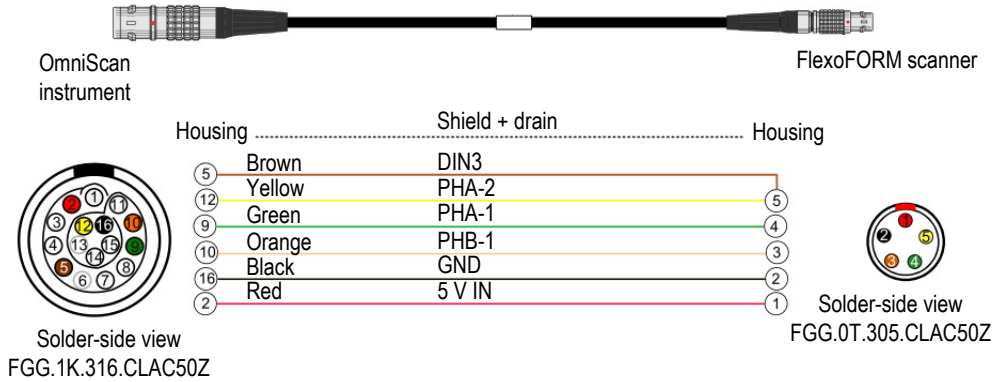 OmniScan
instrument
FlexoFORM scanner
Housing Shield + drain Housing
5 Brown DIN3
12 Yellow PHA-2 5
9 Green PHA-1 4
10 Orange PHB-1 3
16 Black GND 2
2 Red 5 V IN 1
1
2 11
3 12 16 10
4 13 15 9
14
5 8
6 7
Solder-side view
FGG.1K.316.CLAC50Z
1
2 5
3 4
Solder-side view
FGG.0T.305.CLAC50Z